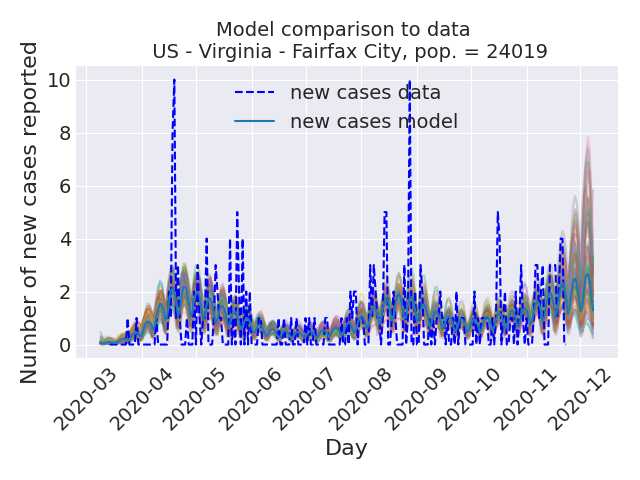 Model comparison to data
US - Virginia - Fairfax City, pop. = 24019
Number of new cases reported
10
8
6
4
2
0
new cases data
new cases model
2020-03
2020-04
2020-05
2020-06
2020-07
2020-08
2020-09
2020-10
2020-11
2020-12
Day